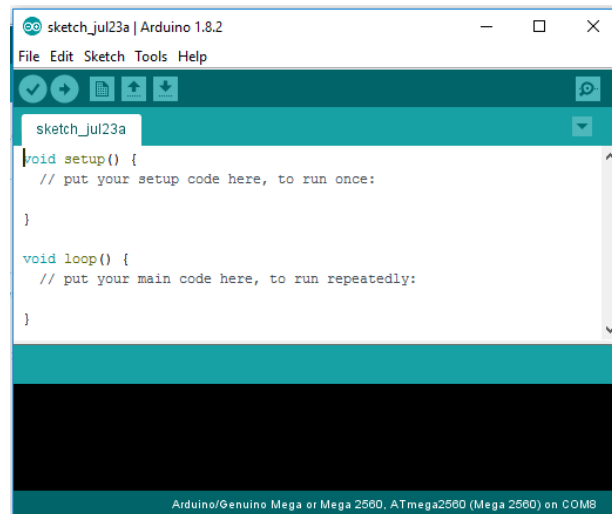 sketch_jul23a | Arduino 1.8.2
File Edit Sketch Tools Help
sketch_jul23a
void setup() {
  // put your setup code here, to run once:
}
void loop() {
  // put your main code here, to run repeatedly:
}
Arduino/Genuino Mega or Mega 2560, ATmega2560 (Mega 2560) on COM8